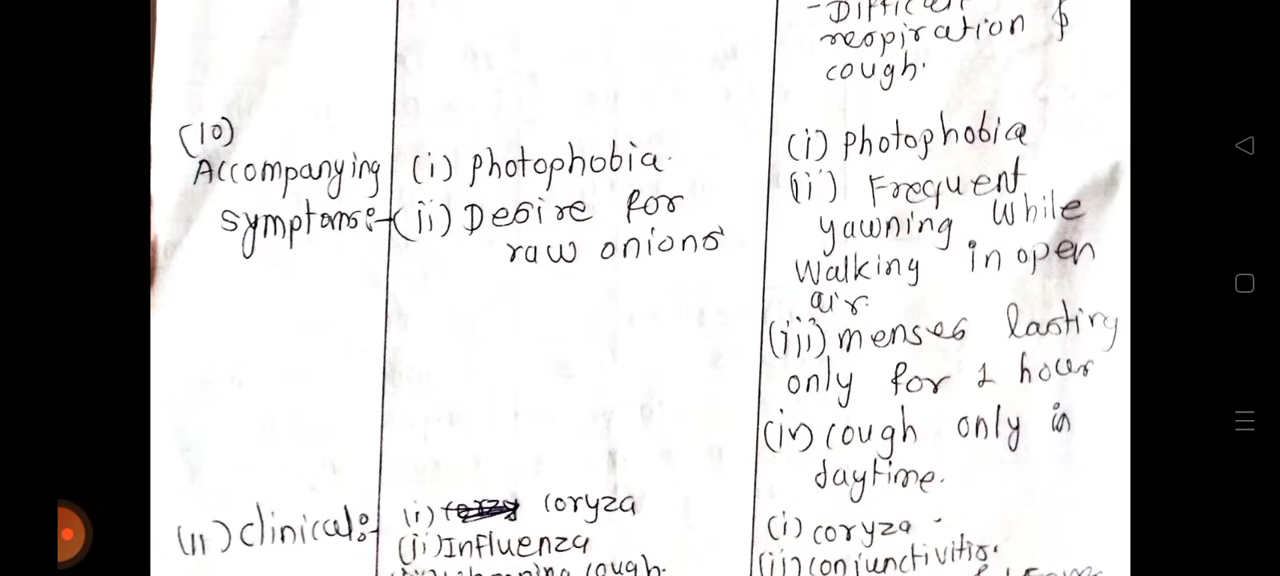 - Difficult
respiration &
cough.
(10)
Accompanying
symptoms:-
(i) Photophobia.
(ii) Desire for
raw onions
(i) Photophobia
(ii) Frequent
yawning while
walking in open
air.
(iii) menses lasting
only for 1 hour
(iv) cough only in
daytime.
(11) clinical:-
(i) coryza
(ii) Influenza
cough.
(i) coryza
(ii) conjunctivitis.